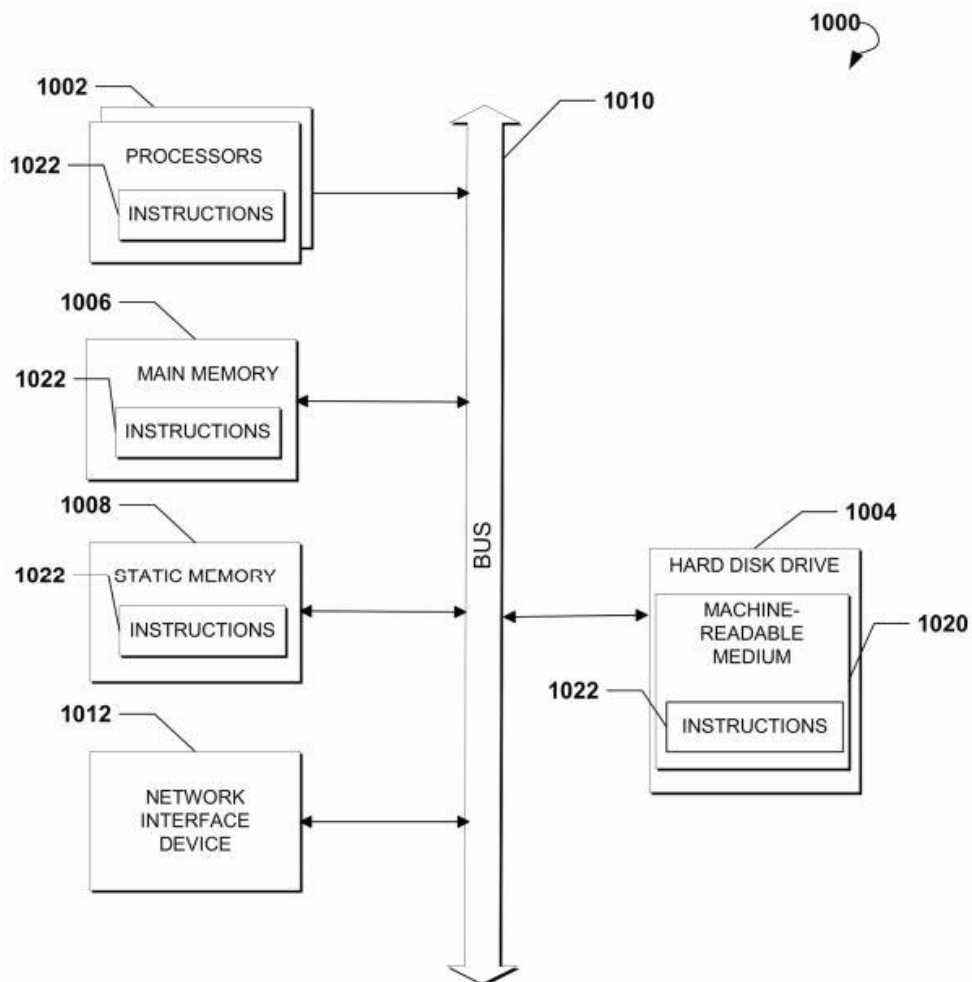 1000
1002
1010
PROCESSORS
1022
INSTRUCTIONS
1006
MAIN MEMORY
1022
INSTRUCTIONS
1008
1004
BUS
STATIC MEMORY
1022
INSTRUCTIONS
HARD DISK DRIVE
MACHINE-
READABLE
MEDIUM
1020
1022
INSTRUCTIONS
1012
NETWORK
INTERFACE
DEVICE